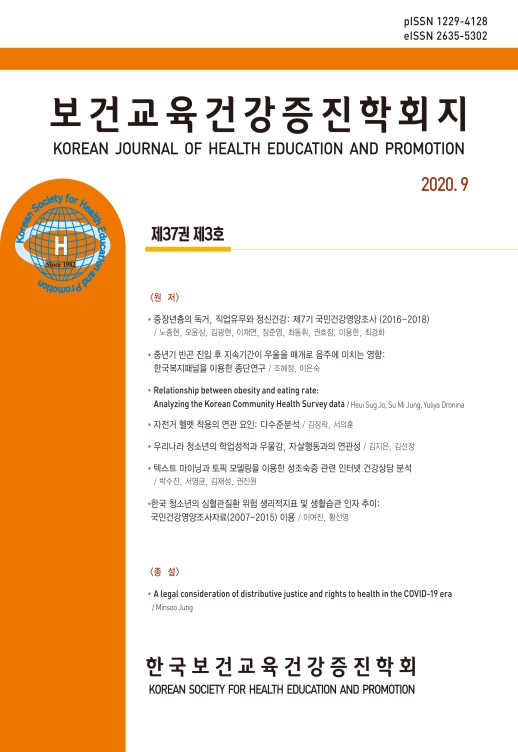 pISSN 1229-4128
eISSN 2635-5302
보건교육건강증진학회지
KOREAN JOURNAL OF HEALTH EDUCATION AND PROMOTION
2020. 9
Korean Society for Health Education and Promotion
H
Since 1982
제37권 제3호
〈원 저〉
• 중장년층의 독거, 직업유무와 정신건강: 제7기 국민건강영양조사 (2016-2018)
/ 노종현, 오윤상, 김광현, 이채연, 장준영, 최동휘, 권호장, 이용한, 최경화
• 중년기 빈곤 진입 후 지속기간이 우울을 매개로 음주에 미치는 영향:
한국복지패널을 이용한 종단연구 / 조혜정, 이은숙
• Relationship between obesity and eating rate:
Analyzing the Korean Community Health Survey data / Heui Sug Jo, Su Mi Jung, Yuliya Dronina
• 자전거 헬멧 착용의 연관 요인: 다수준분석 / 김장락, 서의훈
• 우리나라 청소년의 학업성적과 우울감, 자살행동과의 연관성 / 김지은, 김선정
• 텍스트 마이닝과 토픽 모델링을 이용한 성조숙증 관련 인터넷 건강상담 분석
/ 박수진, 서영균, 김재성, 권진원
•한국 청소년의 심혈관질환 위험 생리적지표 및 생활습관 인자 추이:
국민건강영양조사자료(2007-2015) 이용 / 이여진, 황선영
〈종 설〉
• A legal consideration of distributive justice and rights to health in the COVID-19 era
/ Minsoo Jung
한국보건교육건강증진학회
KOREAN SOCIETY FOR HEALTH EDUCATION AND PROMOTION